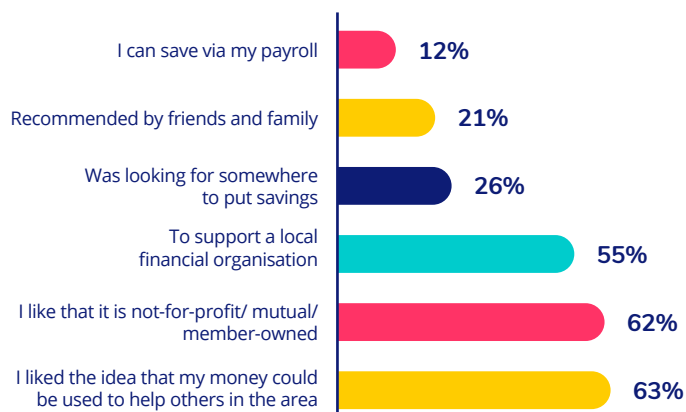 I can save via my payroll
12%
Recommended by friends and family
21%
Was looking for somewhere
to put savings
26%
To support a local
financial organisation
55%
I like that it is not-for-profit/ mutual/
member-owned
62%
I liked the idea that my money could
be used to help others in the area
63%